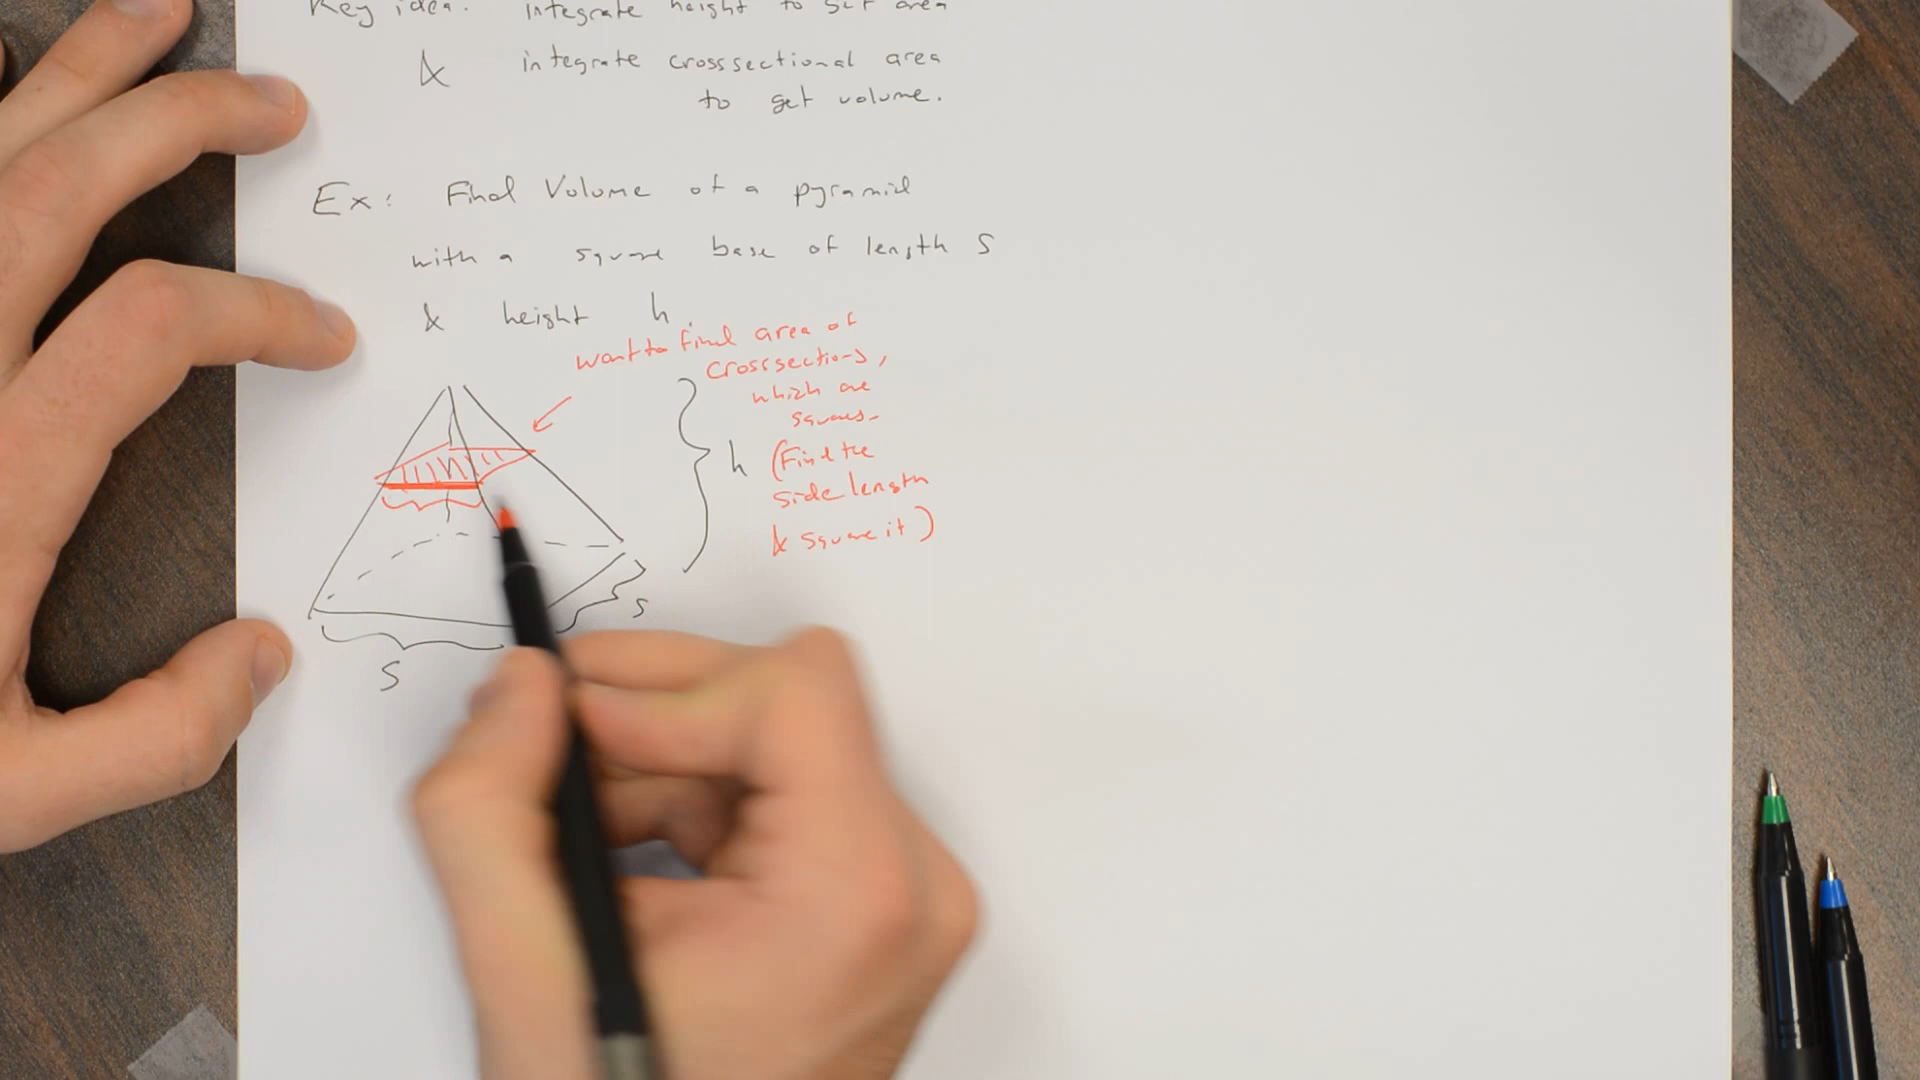 Key idea: integrate height to get area
& integrate crosssectional area
to get volume.
Ex: Find Volume of a pyramid
with a square base of length S
& height h
want to find area of
crosssections,
which are
squares.
h
(Find the
side length
& square it)
S
S